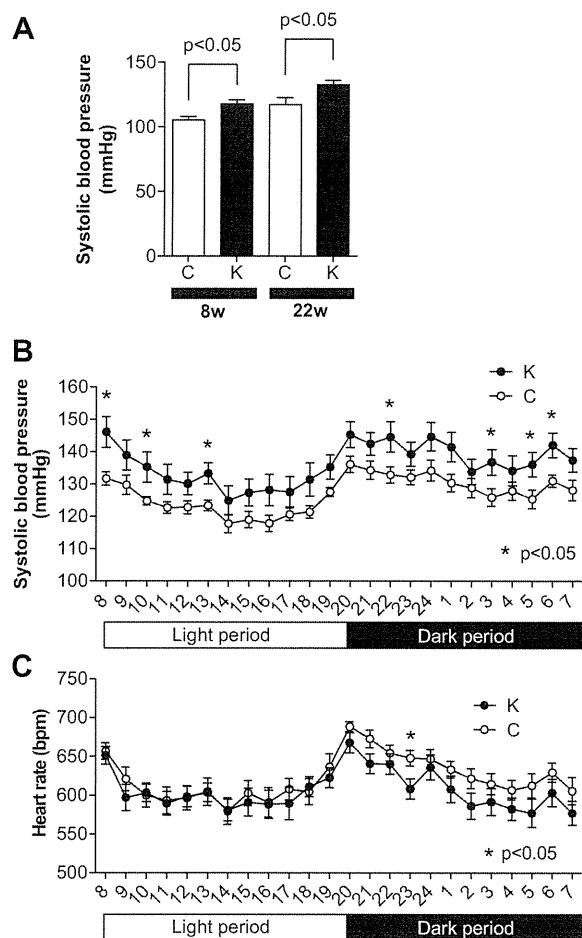 A
p<0.05
p<0.05
Systolic blood pressure
(mmHg)
150
100
50
0
C K C K
8w 22w
B
K
C
Systolic blood pressure
(mmHg)
160
150
140
130
120
110
100
* * * * * * *
* p<0.05
8 9 10 11 12 13 14 15 16 17 18 19 20 21 22 23 24 1 2 3 4 5 6 7
Light period Dark period
C
K
C
Heart rate (bpm)
750
700
650
600
550
500
*
* p<0.05
8 9 10 11 12 13 14 15 16 17 18 19 20 21 22 23 24 1 2 3 4 5 6 7
Light period Dark period